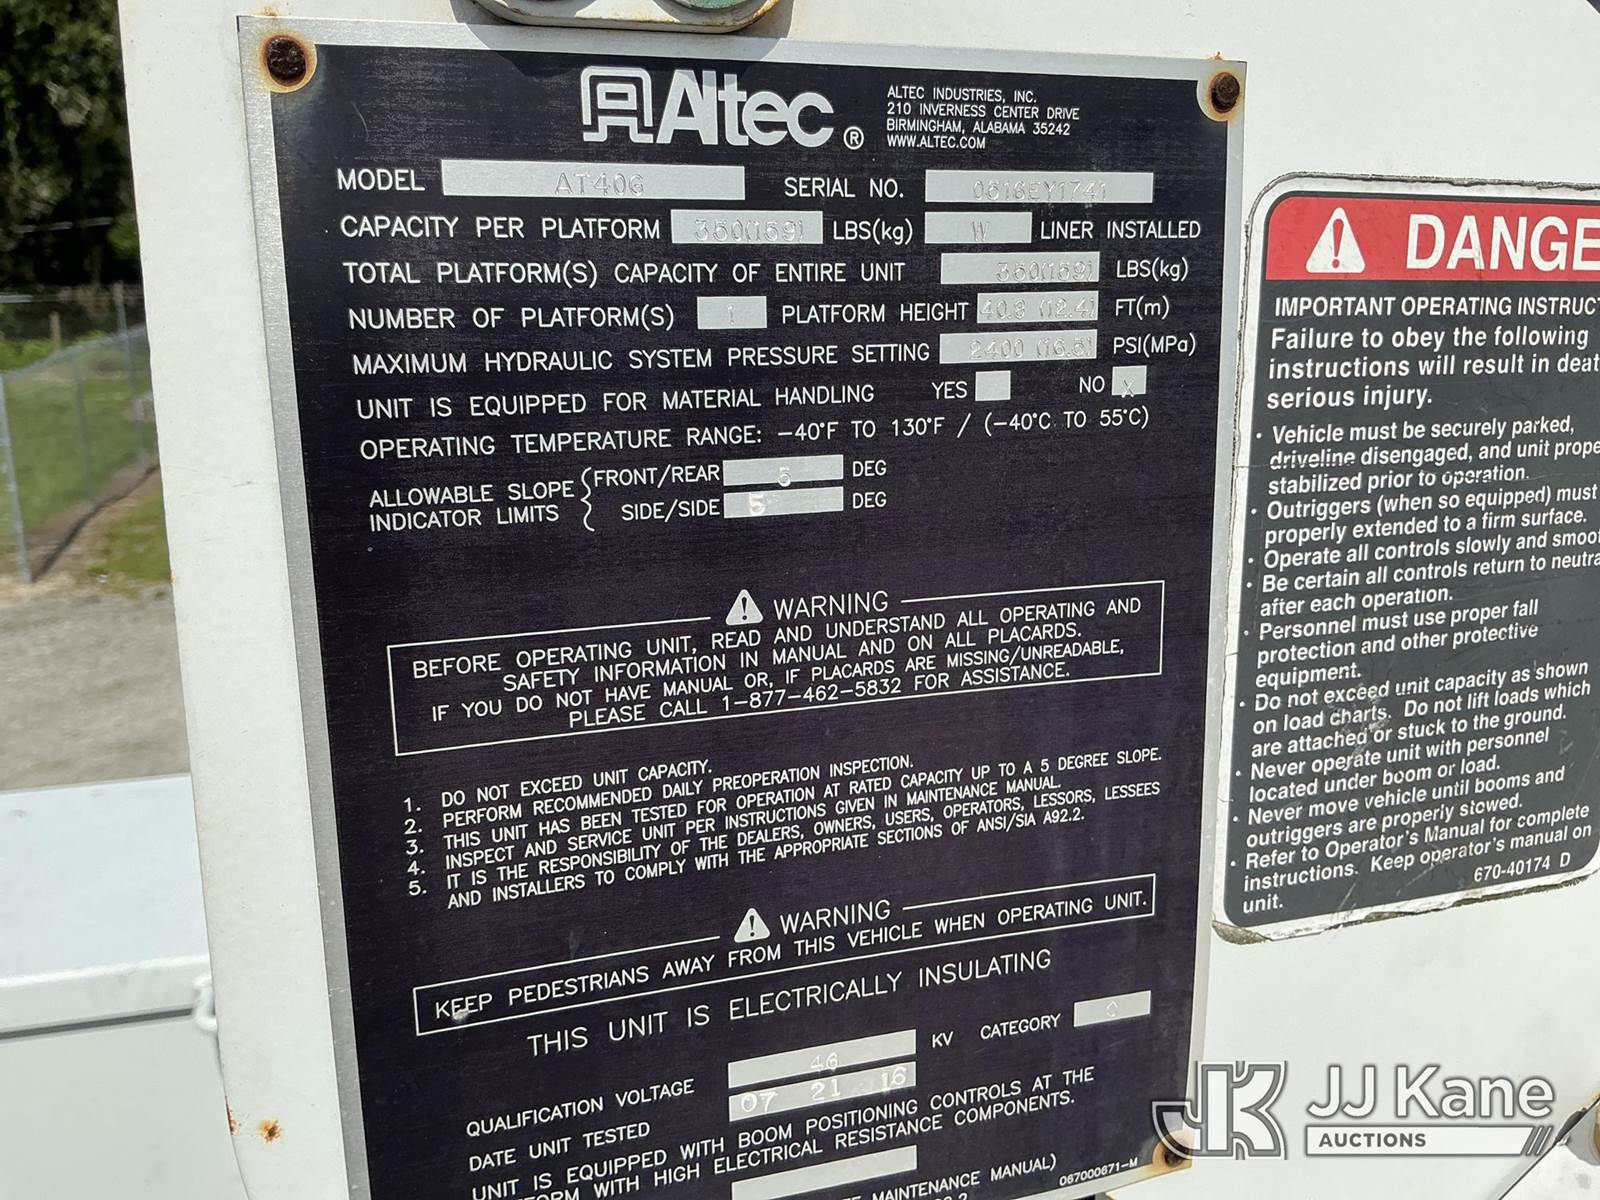 Altec ®
ALTEC INDUSTRIES, INC.
210 INVERNESS CENTER DRIVE
BIRMINGHAM, ALABAMA 35242
WWW.ALTEC.COM
MODEL AT40G SERIAL NO. 0616EY1741
CAPACITY PER PLATFORM 350(159) LBS(kg) W LINER INSTALLED
TOTAL PLATFORM(S) CAPACITY OF ENTIRE UNIT 350(159) LBS(kg)
NUMBER OF PLATFORM(S) 1 PLATFORM HEIGHT 40.8 (12.4) FT(m)
MAXIMUM HYDRAULIC SYSTEM PRESSURE SETTING 2400 (16.5) PSI(MPa)
UNIT IS EQUIPPED FOR MATERIAL HANDLING YES NO X
OPERATING TEMPERATURE RANGE: -40°F TO 130°F / (-40°C TO 55°C)
ALLOWABLE SLOPE INDICATOR LIMITS
FRONT/REAR 5 DEG
SIDE/SIDE 5 DEG
WARNING
BEFORE OPERATING UNIT, READ AND UNDERSTAND ALL OPERATING AND
SAFETY INFORMATION IN MANUAL AND ON ALL PLACARDS.
IF YOU DO NOT HAVE MANUAL OR, IF PLACARDS ARE MISSING/UNREADABLE,
PLEASE CALL 1-877-462-5832 FOR ASSISTANCE.
1. DO NOT EXCEED UNIT CAPACITY.
2. PERFORM RECOMMENDED DAILY PREOPERATION INSPECTION.
3. THIS UNIT HAS BEEN TESTED FOR OPERATION AT RATED CAPACITY UP TO A 5 DEGREE SLOPE.
4. INSPECT AND SERVICE UNIT PER INSTRUCTIONS GIVEN IN MAINTENANCE MANUAL.
5. IT IS THE RESPONSIBILITY OF THE DEALERS, OWNERS, USERS, OPERATORS, LESSORS, LESSEES
AND INSTALLERS TO COMPLY WITH THE APPROPRIATE SECTIONS OF ANSI/SIA A92.2.
WARNING
KEEP PEDESTRIANS AWAY FROM THIS VEHICLE WHEN OPERATING UNIT.
THIS UNIT IS ELECTRICALLY INSULATING
QUALIFICATION VOLTAGE 46 KV CATEGORY C
DATE UNIT TESTED 07 21 16
UNIT IS EQUIPPED WITH BOOM POSITIONING CONTROLS AT THE
WITH HIGH ELECTRICAL RESISTANCE COMPONENTS.
MAINTENANCE MANUAL)
067000671-M
DANGE
IMPORTANT OPERATING INSTRUCT
Failure to obey the following
instructions will result in deat
serious injury.
• Vehicle must be securely parked,
driveline disengaged, and unit prope
stabilized prior to operation.
• Outriggers (when so equipped) must
properly extended to a firm surface.
• Operate all controls slowly and smoo
• Be certain all controls return to neutra
after each operation.
• Personnel must use proper fall
protection and other protective
equipment.
• Do not exceed unit capacity as shown
on load charts. Do not lift loads which
are attached or stuck to the ground.
• Never operate unit with personnel
located under boom or load.
• Never move vehicle until booms and
outriggers are properly stowed.
• Refer to Operator's Manual for complete
instructions. Keep operator's manual on
unit.
670-40174 D
JK JJ Kane
AUCTIONS